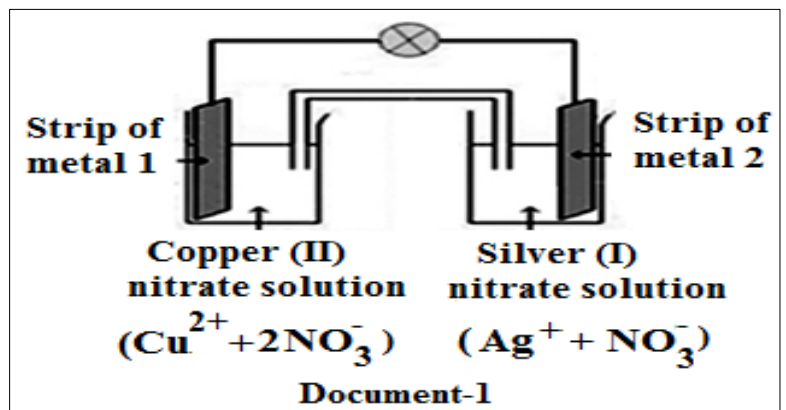 Strip of
metal 1
Strip of
metal 2
Copper (II)
nitrate solution
(Cu²⁺+2NO₃⁻)
Silver (I)
nitrate solution
(Ag⁺+ NO₃⁻)
Document-1